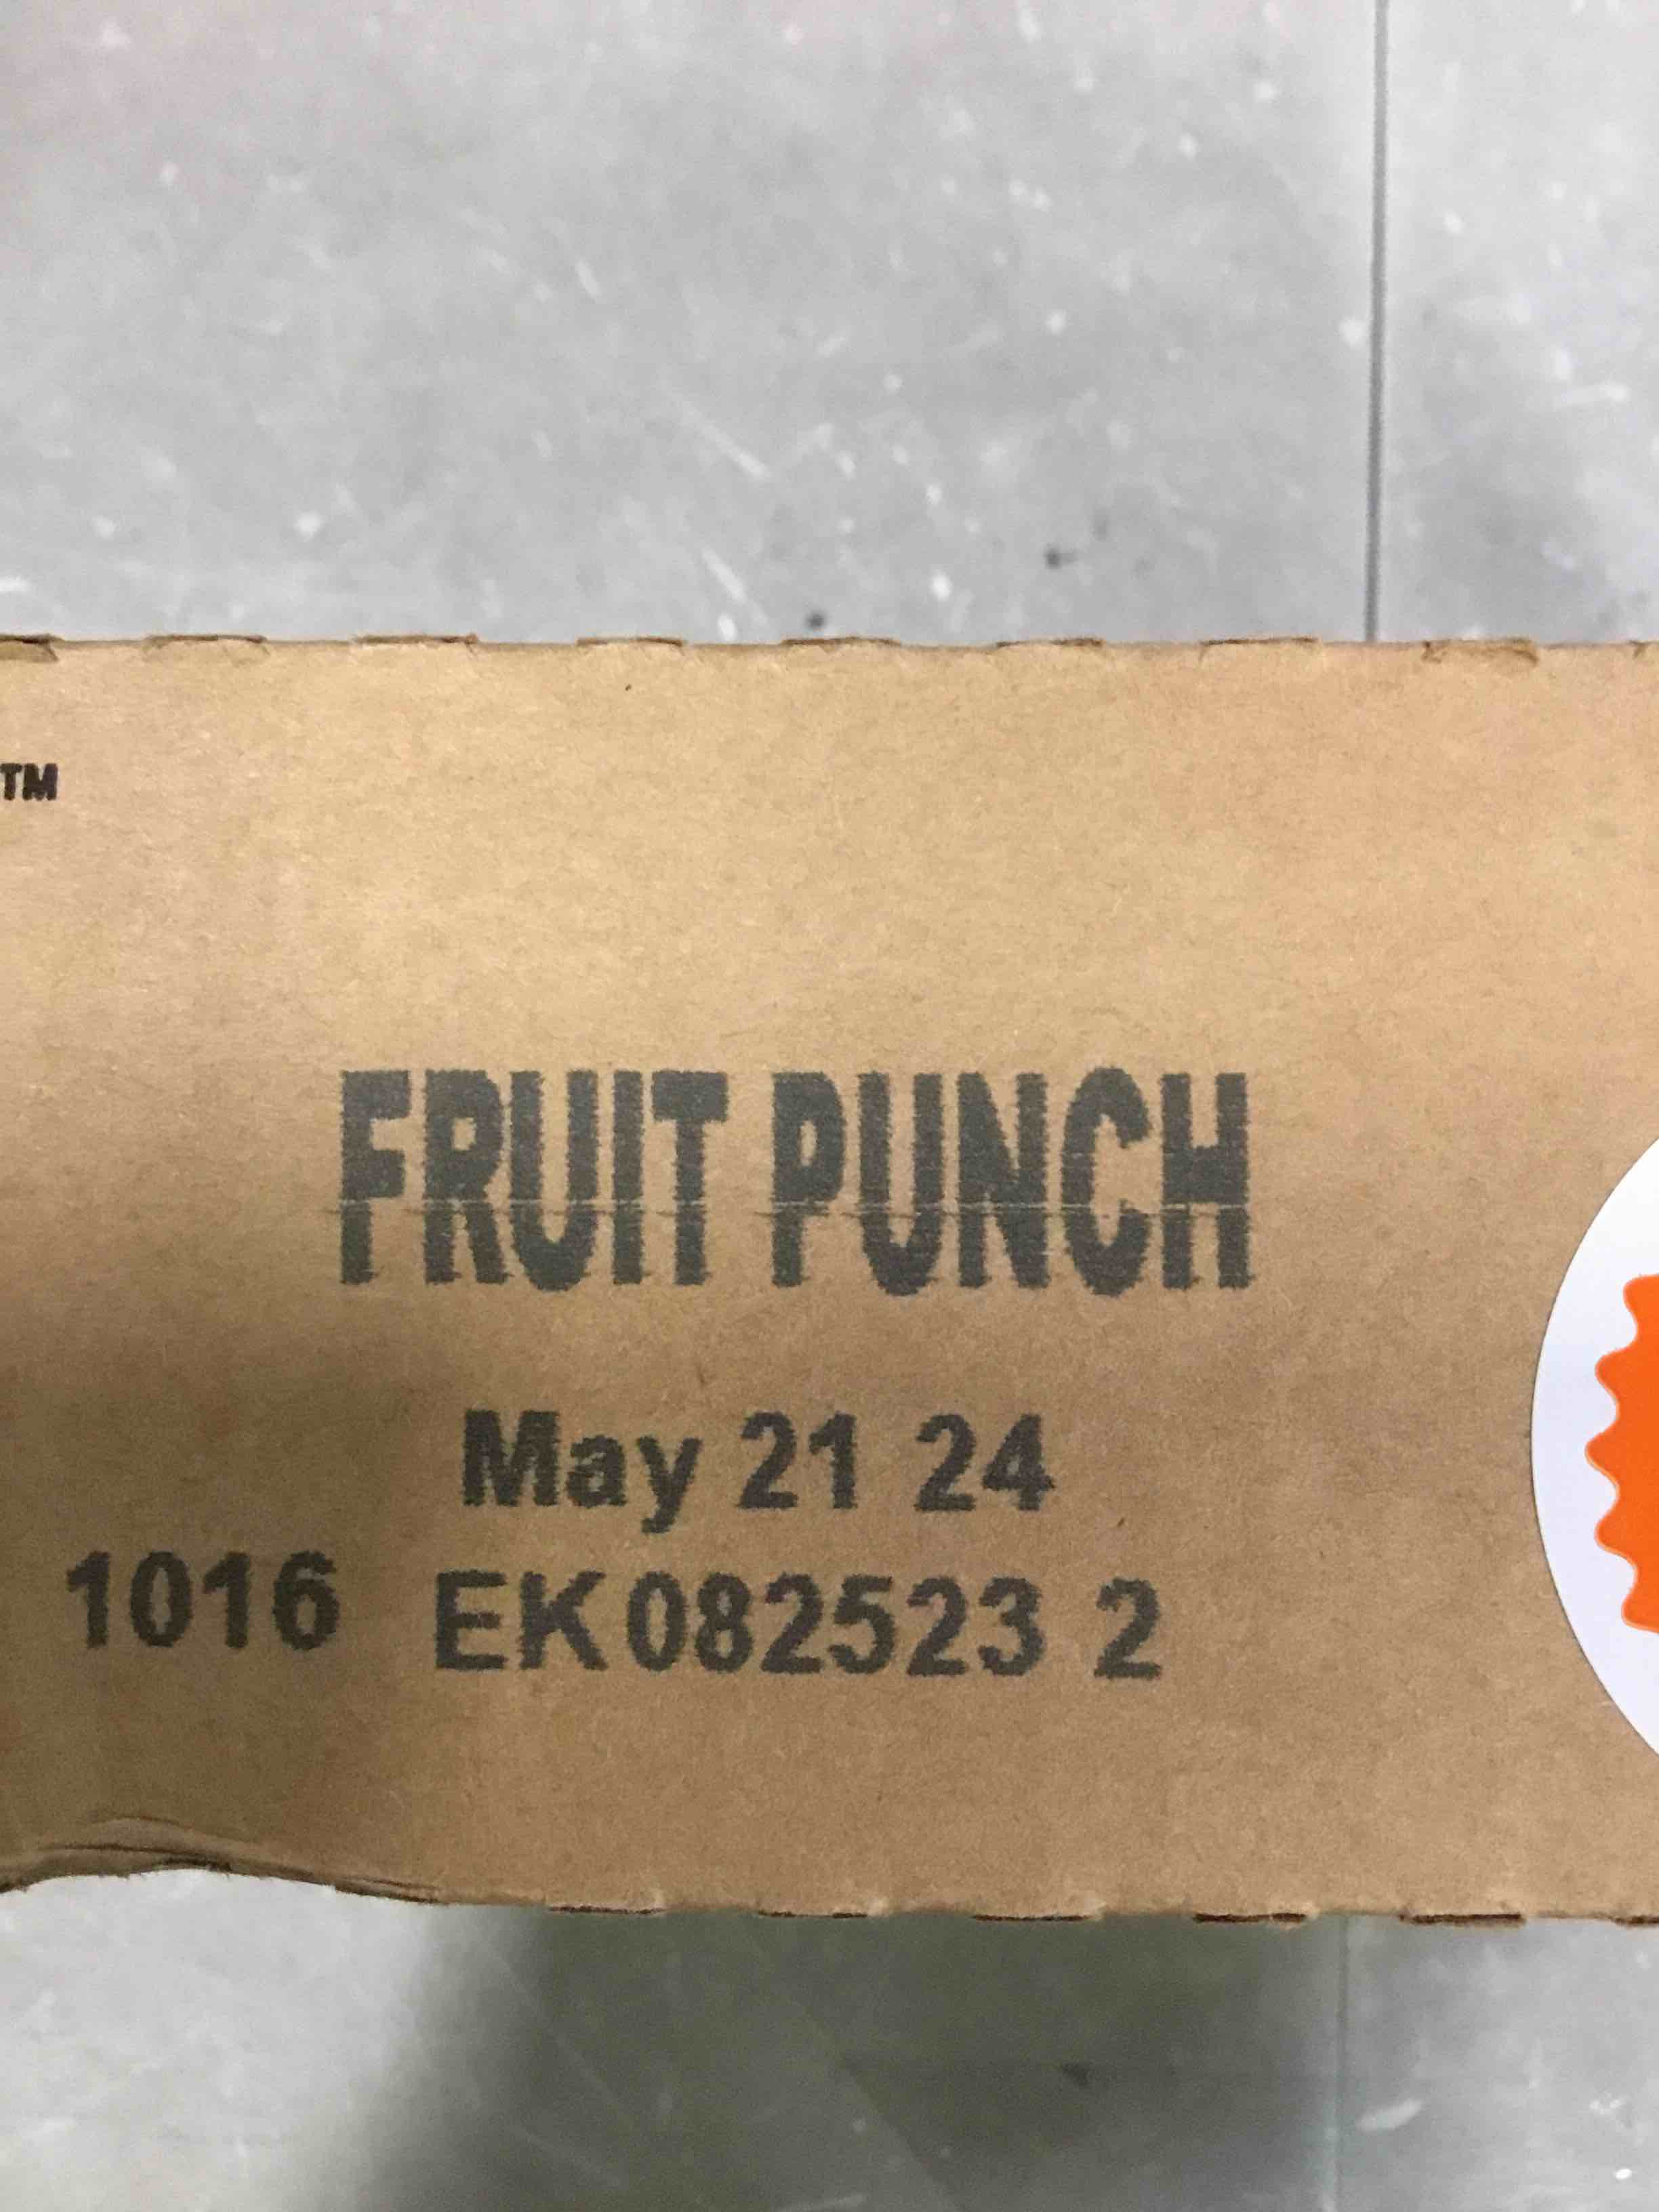 TM
FRUIT PUNCH
May 21 24
1016 EK082523 2